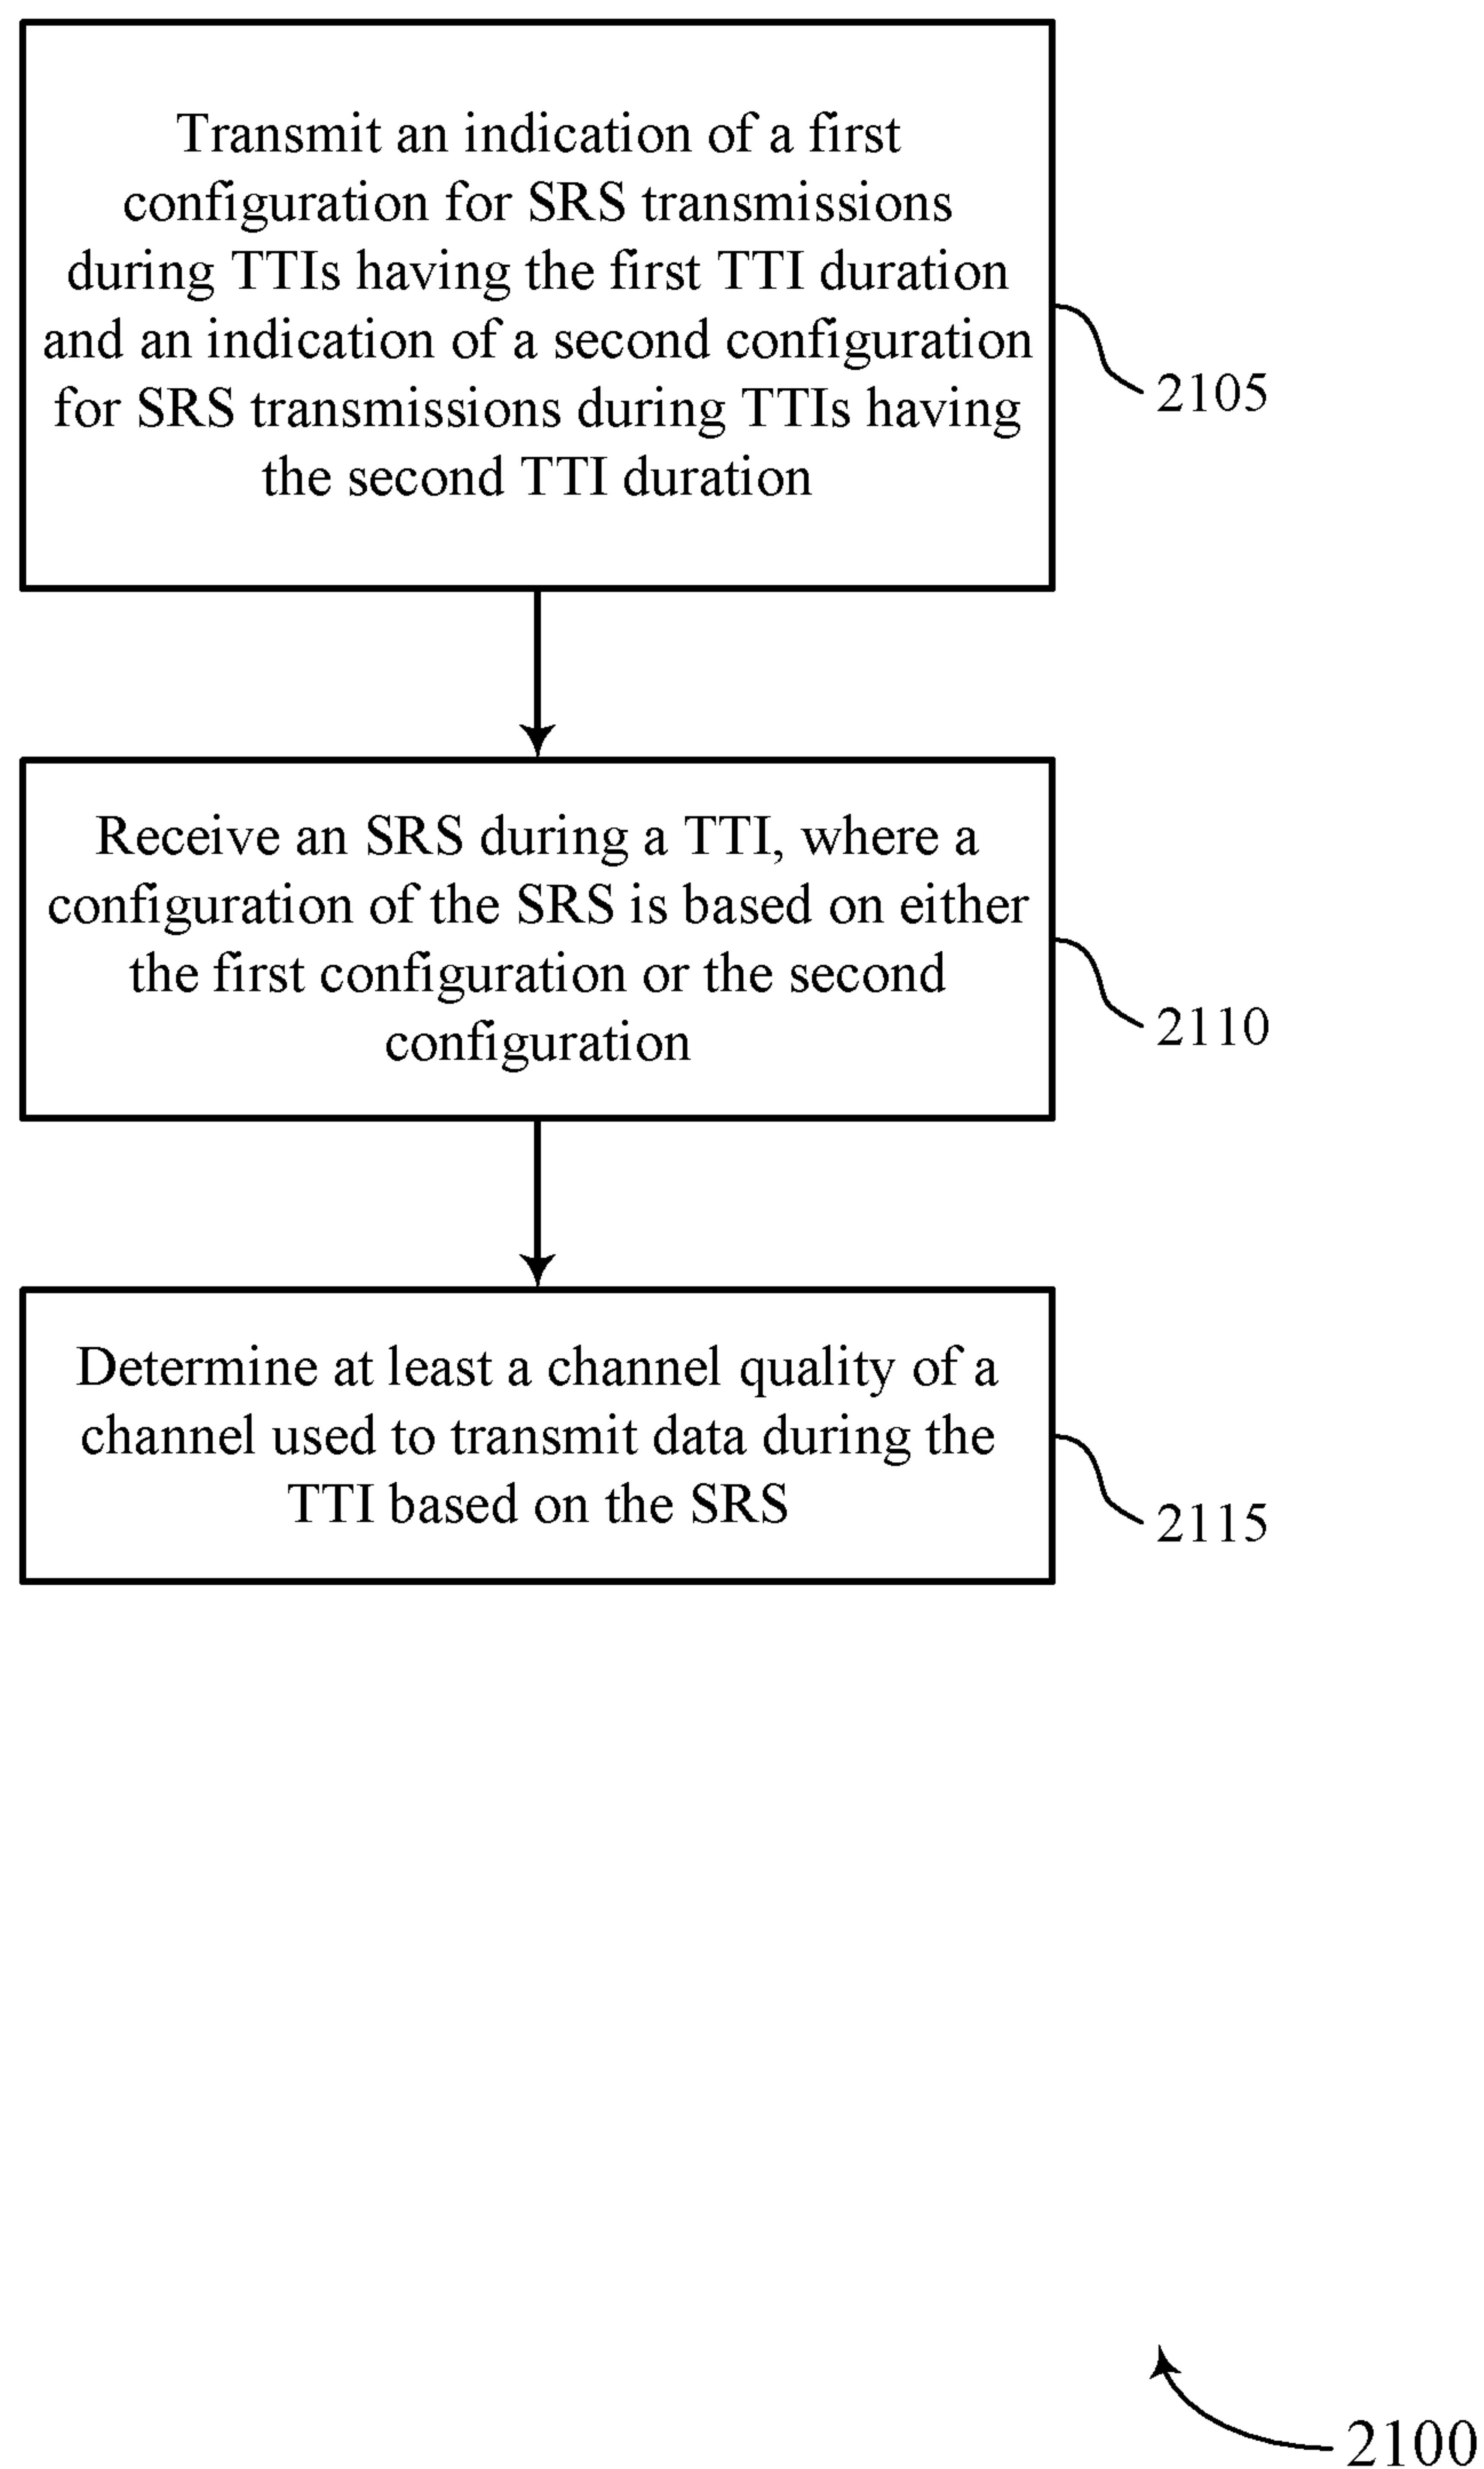 Transmit an indication of a first
configuration for SRS transmissions
during TTIs having the first TTI duration
and an indication of a second configuration
for SRS transmissions during TTIs having
the second TTI duration
2105
Receive an SRS during a TTI, where a
configuration of the SRS is based on either
the first configuration or the second
configuration
2110
Determine at least a channel quality of a
channel used to transmit data during the
TTI based on the SRS
2115
2100